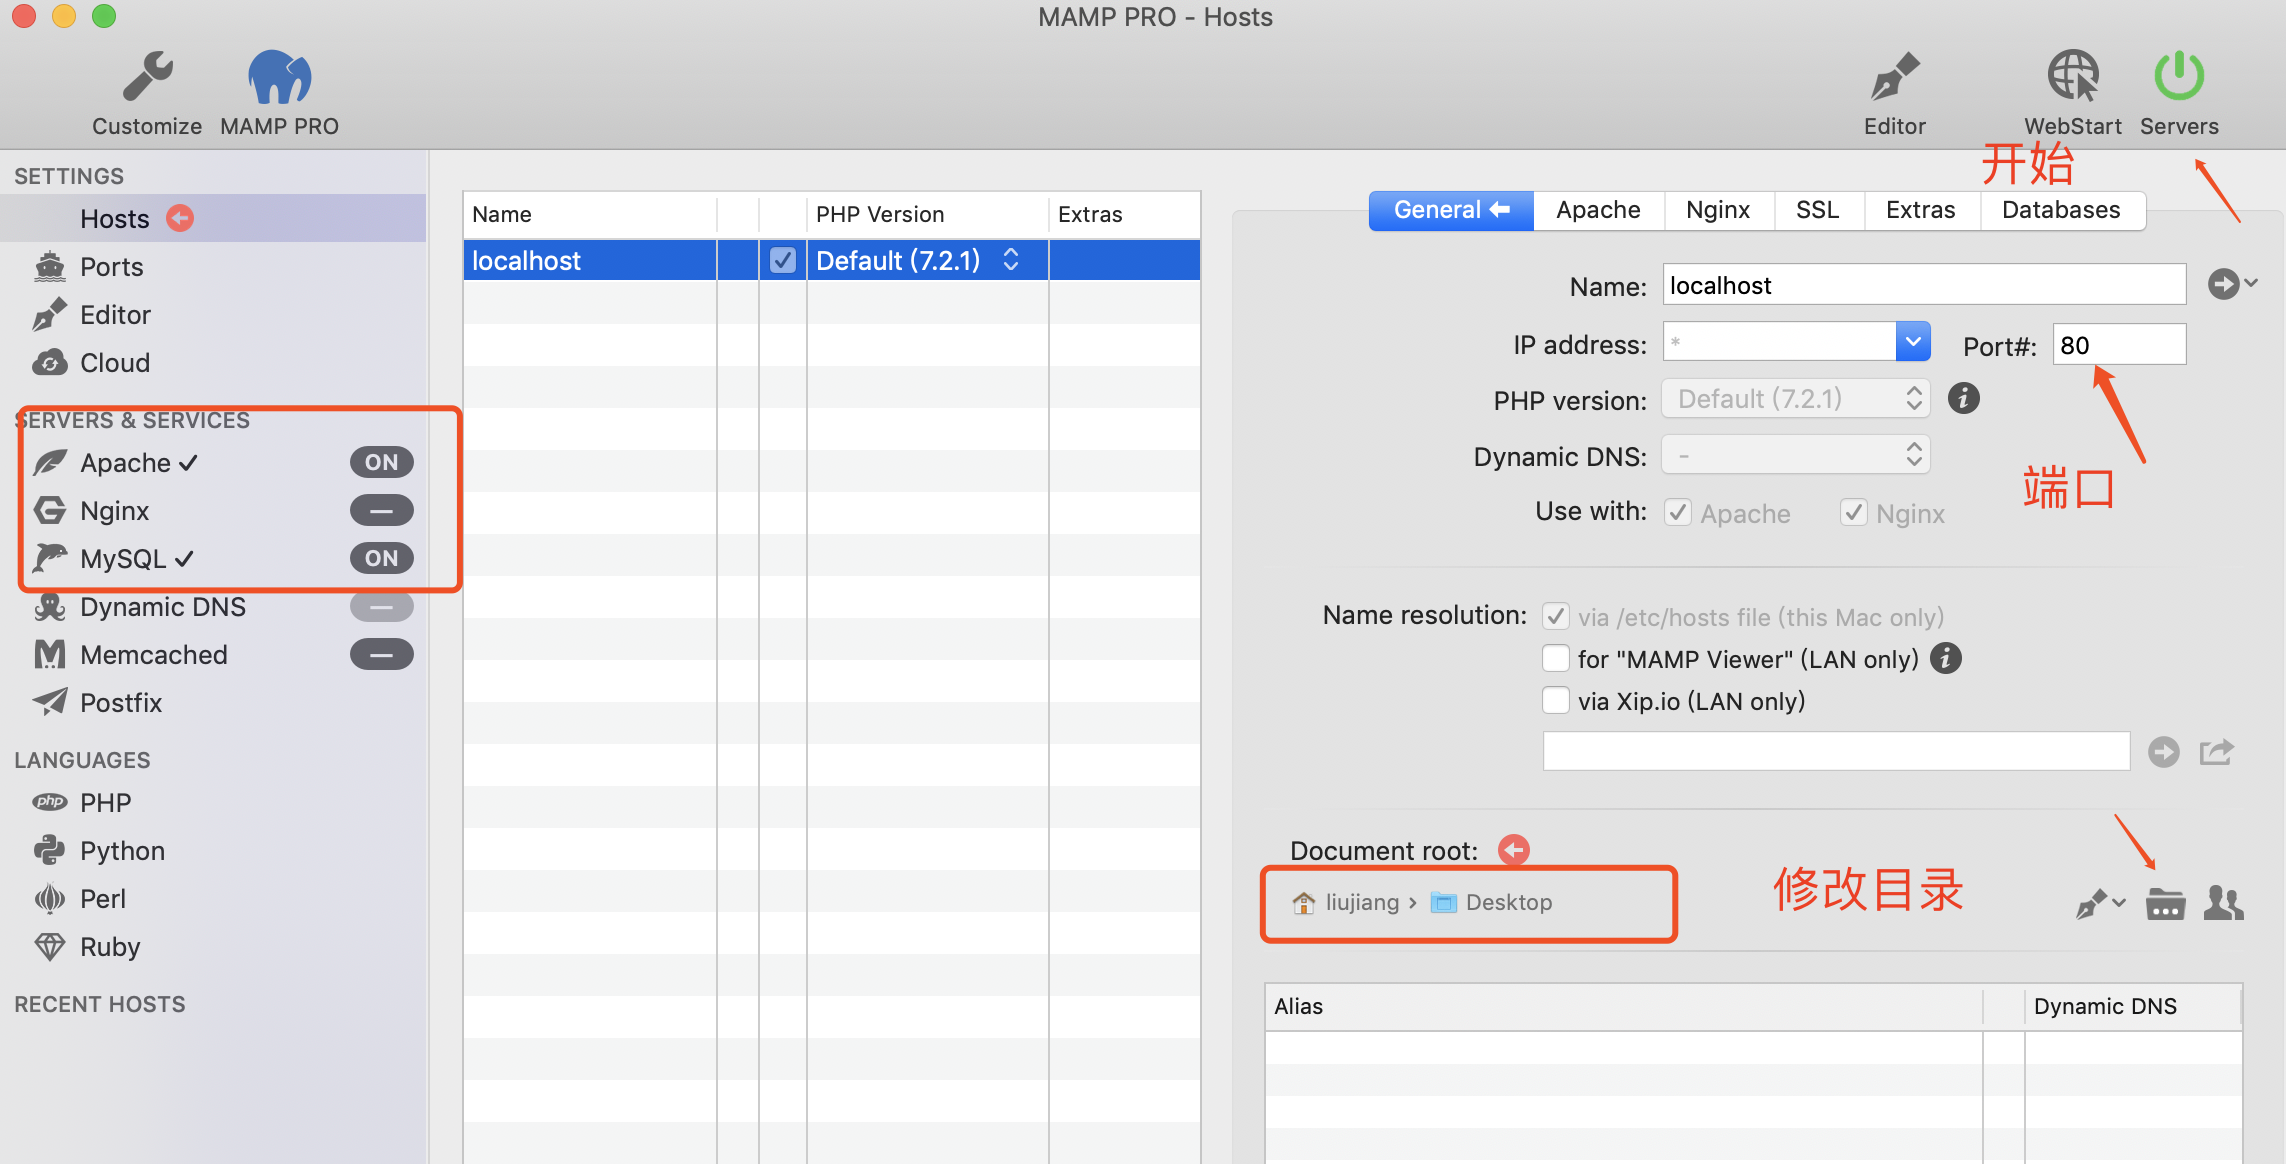 MAMP PRO - Hosts
Customize MAMP PRO Editor WebStart Servers
开始
SETTINGS
Hosts
Ports
Editor
Cloud
SERVERS & SERVICES
Apache ✓ ON
Nginx —
MySQL ✓ ON
Dynamic DNS —
Memcached —
Postfix
LANGUAGES
php PHP
Python
Perl
Ruby
RECENT HOSTS
Name PHP Version Extras
localhost Default (7.2.1)
General Apache Nginx SSL Extras Databases
Name: localhost
IP address: * Port#: 80
PHP version: Default (7.2.1)
端口
Dynamic DNS: -
Use with: Apache Nginx
Name resolution: via /etc/hosts file (this Mac only)
for "MAMP Viewer" (LAN only)
via Xip.io (LAN only)
Document root:
liujiang › Desktop
修改目录
Alias Dynamic DNS